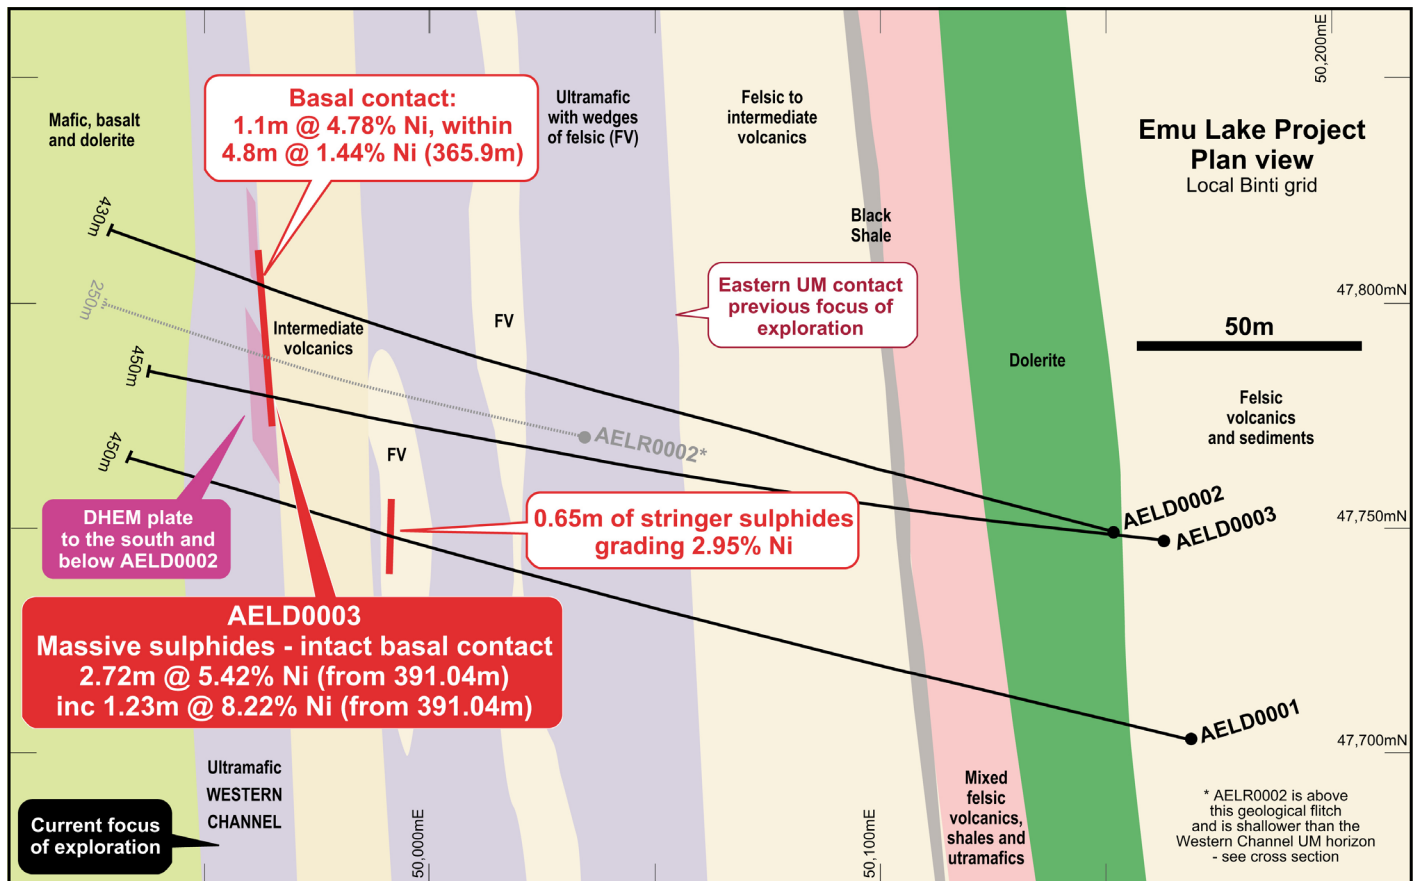 50,200mE
Mafic, basalt
and dolerite
Basal contact:
1.1m @ 4.78% Ni, within
4.8m @ 1.44% Ni (365.9m)
Ultramafic
with wedges
of felsic (FV)
Felsic to
intermediate
volcanics
Emu Lake Project
Plan view
Local Binti grid
430m
Black
Shale
250m
Intermediate
volcanics
FV
Eastern UM contact
previous focus of
exploration
47,800mN
50m
450m
Dolerite
Felsic
volcanics
and sediments
AELR0002*
450m
FV
DHEM plate
to the south and
below AELD0002
0.65m of stringer sulphides
grading 2.95% Ni
AELD0002
AELD0003
47,750mN
AELD0003
Massive sulphides - intact basal contact
2.72m @ 5.42% Ni (from 391.04m)
inc 1.23m @ 8.22% Ni (from 391.04m)
AELD0001
47,700mN
Ultramafic
WESTERN
CHANNEL
Current focus
of exploration
50,000mE
50,100mE
Mixed
felsic
volcanics,
shales and
utramafics
* AELR0002 is above
this geological flitch
and is shallower than the
Western Channel UM horizon
- see cross section